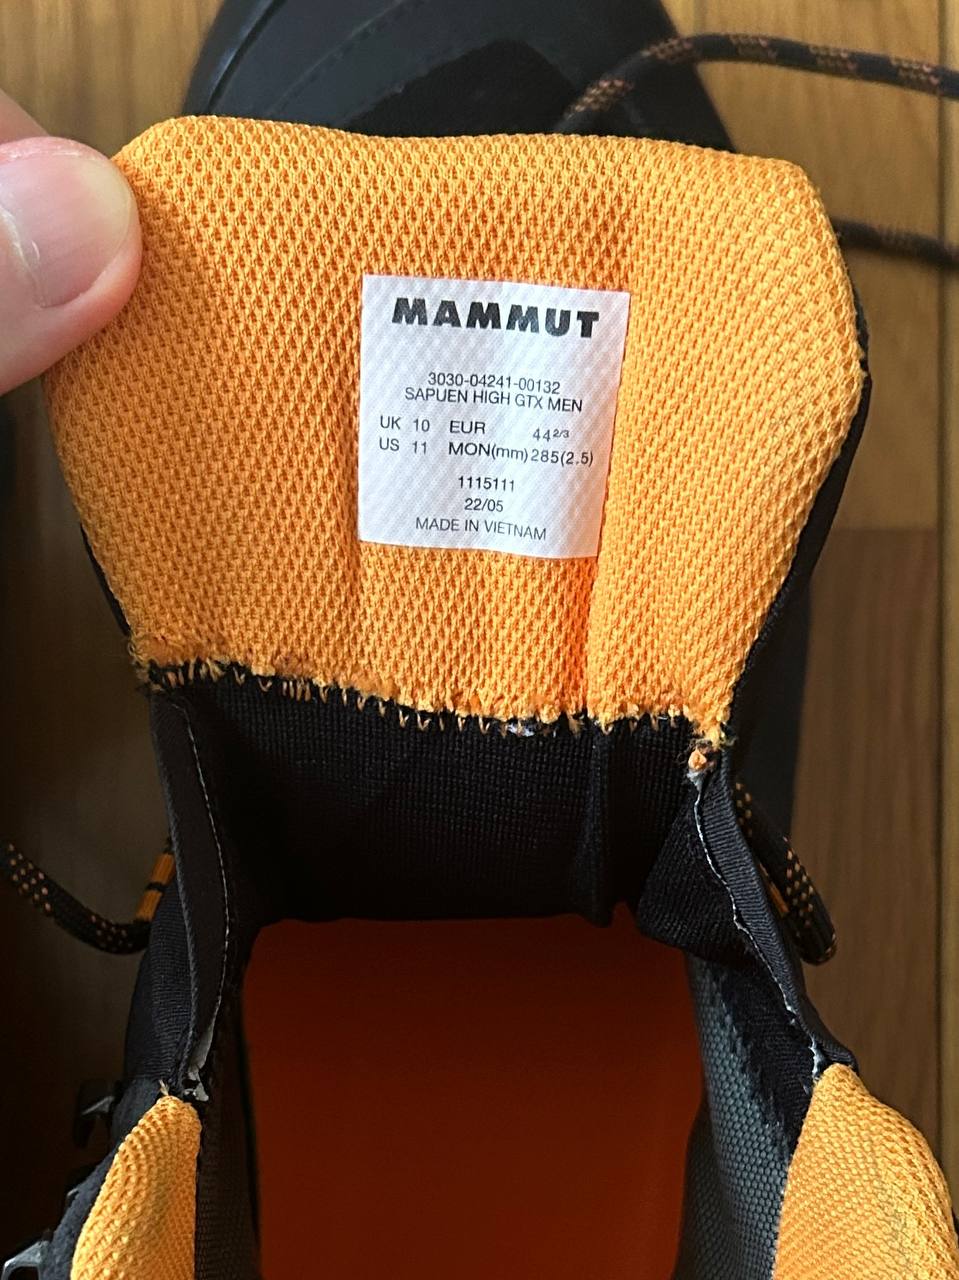 MAMMUT
3030-04241-00132
SAPUEN HIGH GTX MEN
UK 10 EUR 44 2/3
US 11 MON(mm) 285(2.5)
1115111
22/05
MADE IN VIETNAM